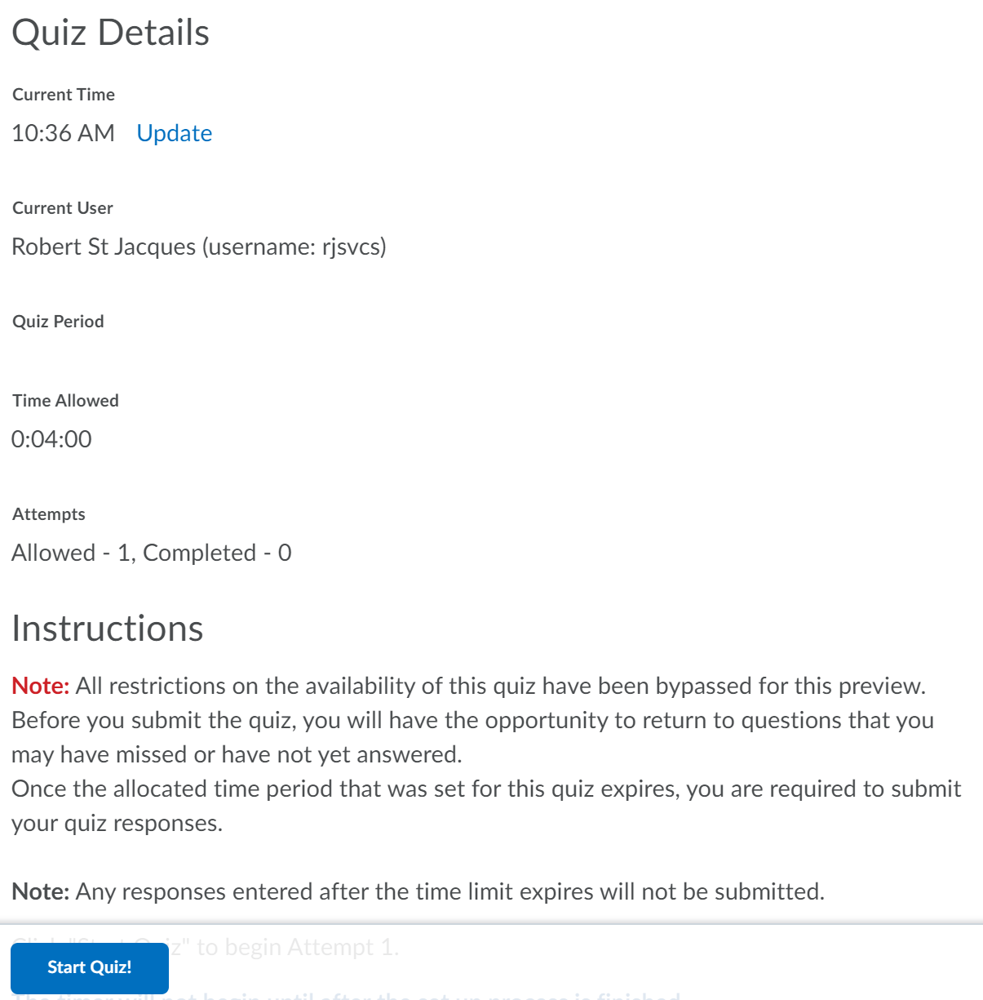 Quiz Details
Current Time
10:36 AM Update
Current User
Robert St Jacques (username: rjsvcs)
Quiz Period
Time Allowed
0:04:00
Attempts
Allowed - 1, Completed - 0
Instructions
Note: All restrictions on the availability of this quiz have been bypassed for this preview.
Before you submit the quiz, you will have the opportunity to return to questions that you
may have missed or have not yet answered.
Once the allocated time period that was set for this quiz expires, you are required to submit
your quiz responses.
Note: Any responses entered after the time limit expires will not be submitted.
Click "Start Quiz" to begin Attempt 1.
Start Quiz!
The timer will not begin until after the set up process is finished